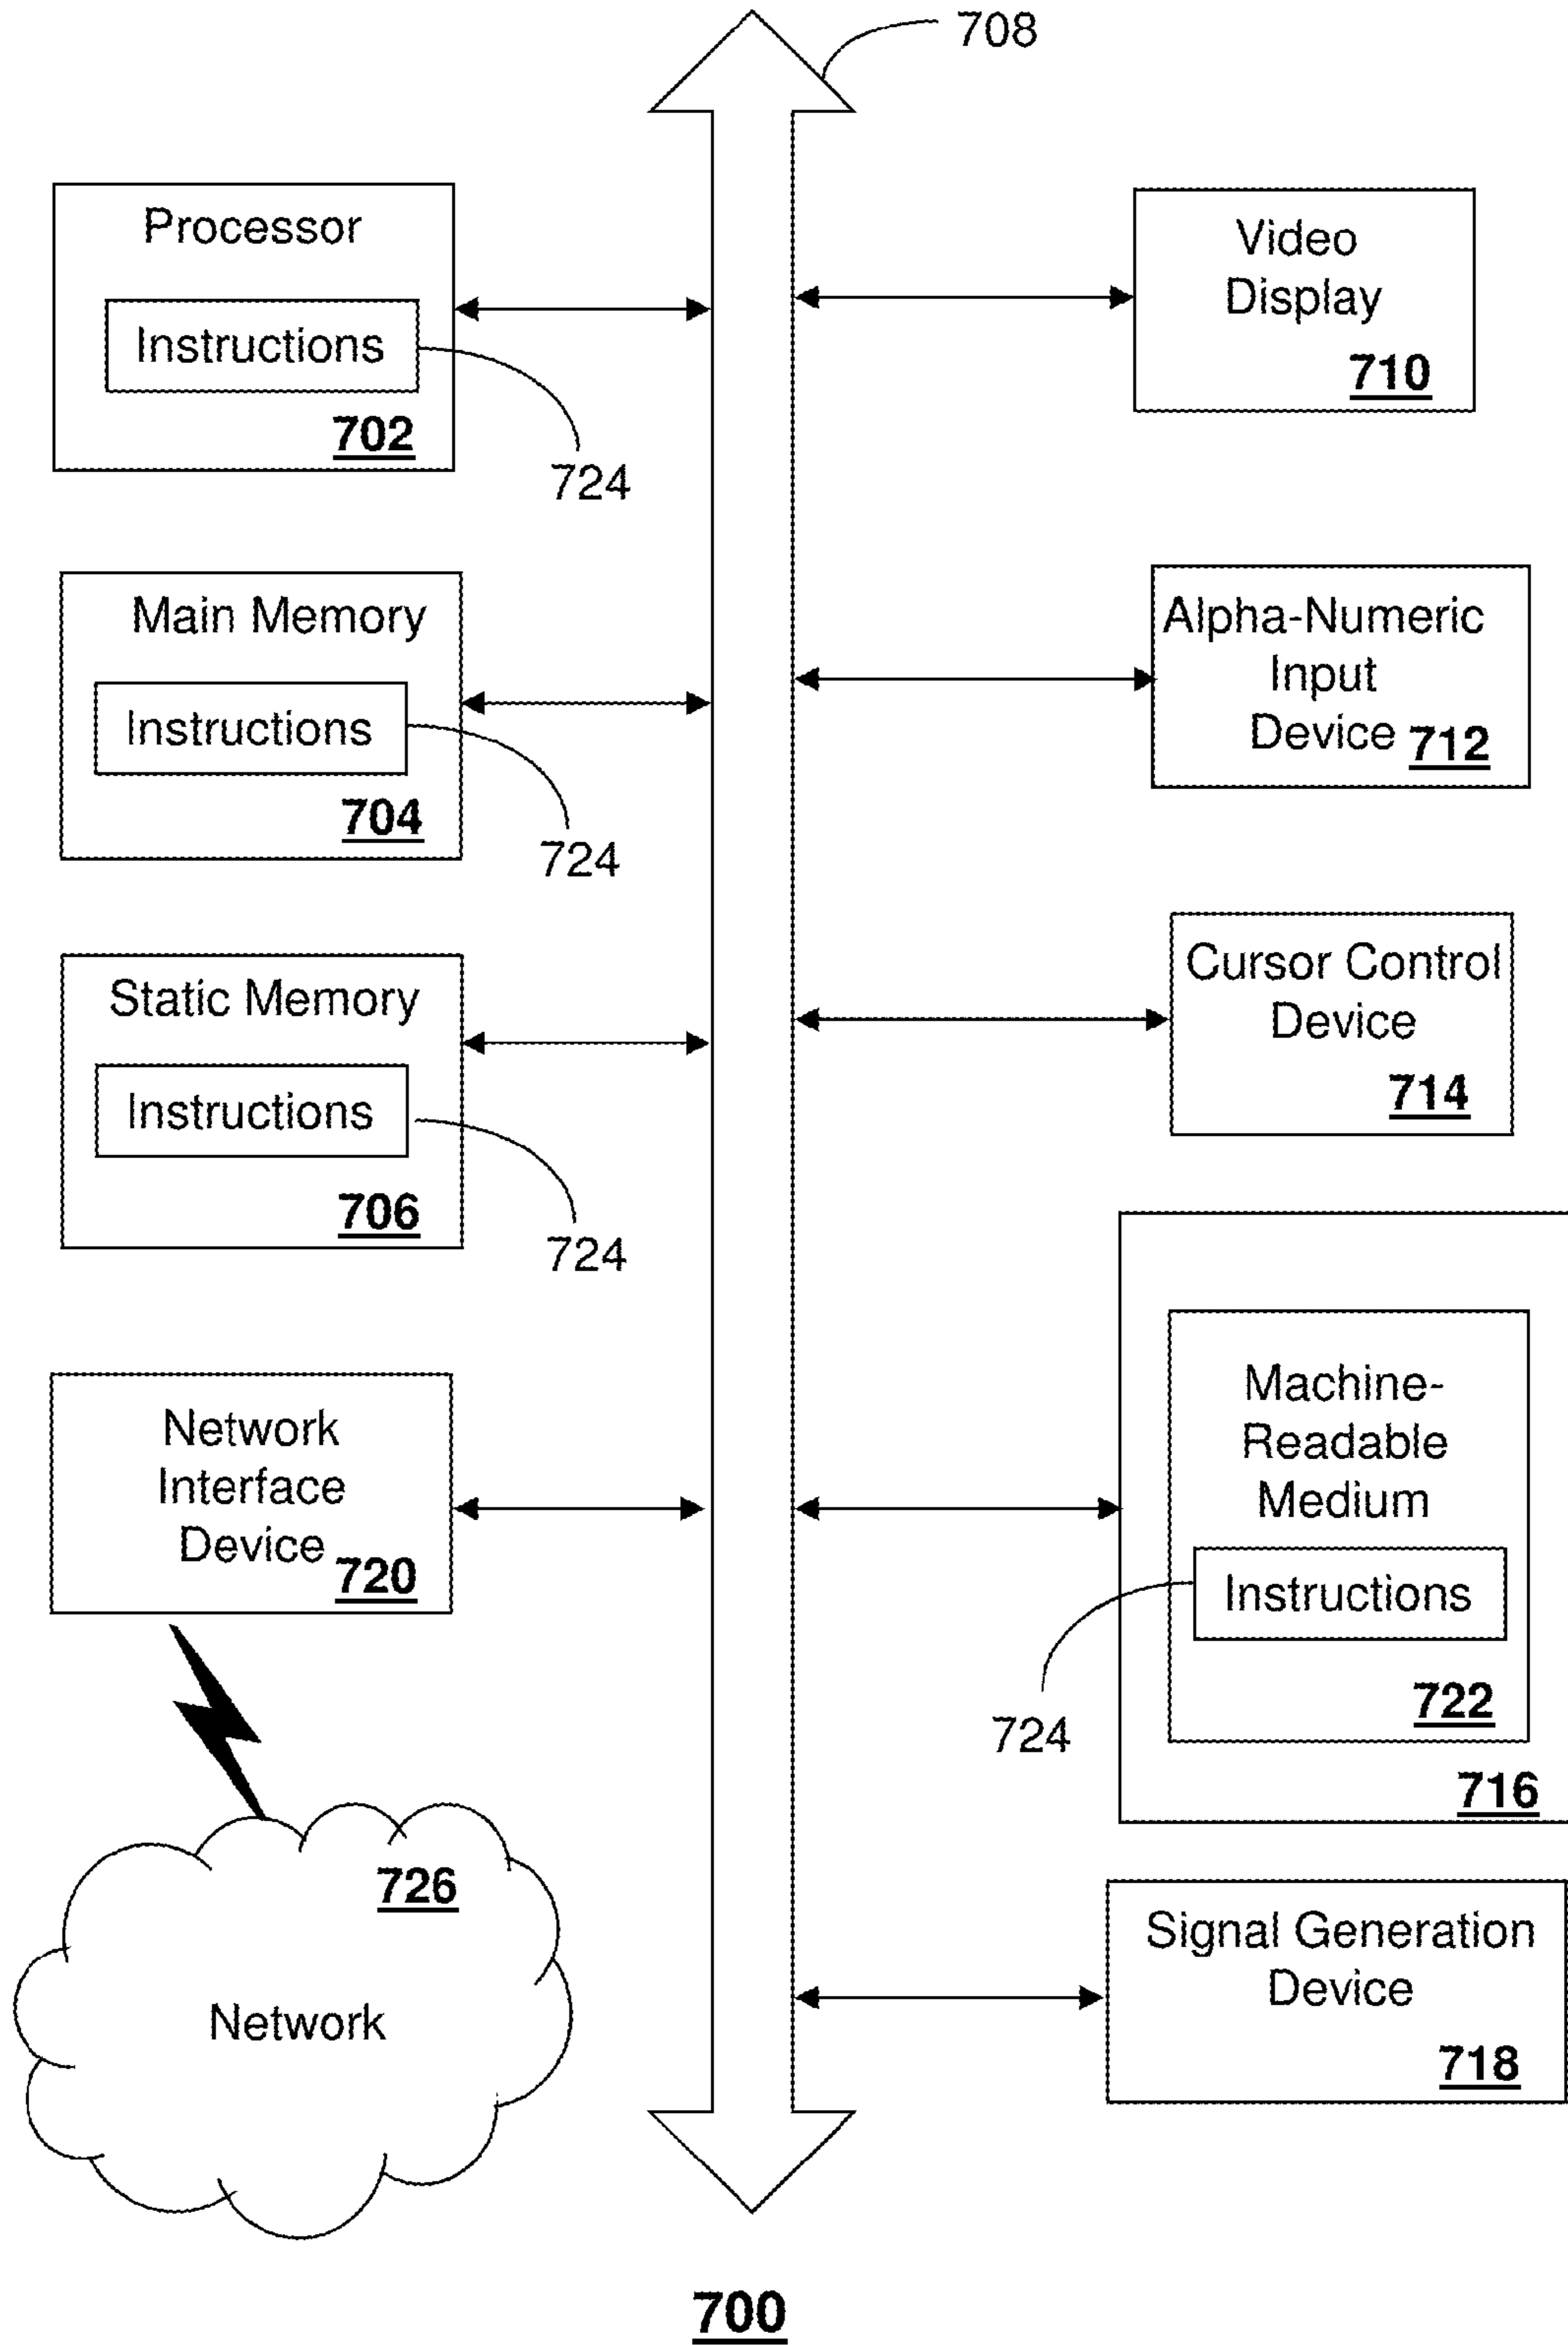 708
Processor
Instructions
702
724
Main Memory
Instructions
704
724
Static Memory
Instructions
706
724
Network
Interface
Device
720
726
Network
Video
Display
710
Alpha-Numeric
Input
Device
712
Cursor Control
Device
714
Machine-
Readable
Medium
Instructions
724
722
716
Signal Generation
Device
718
700